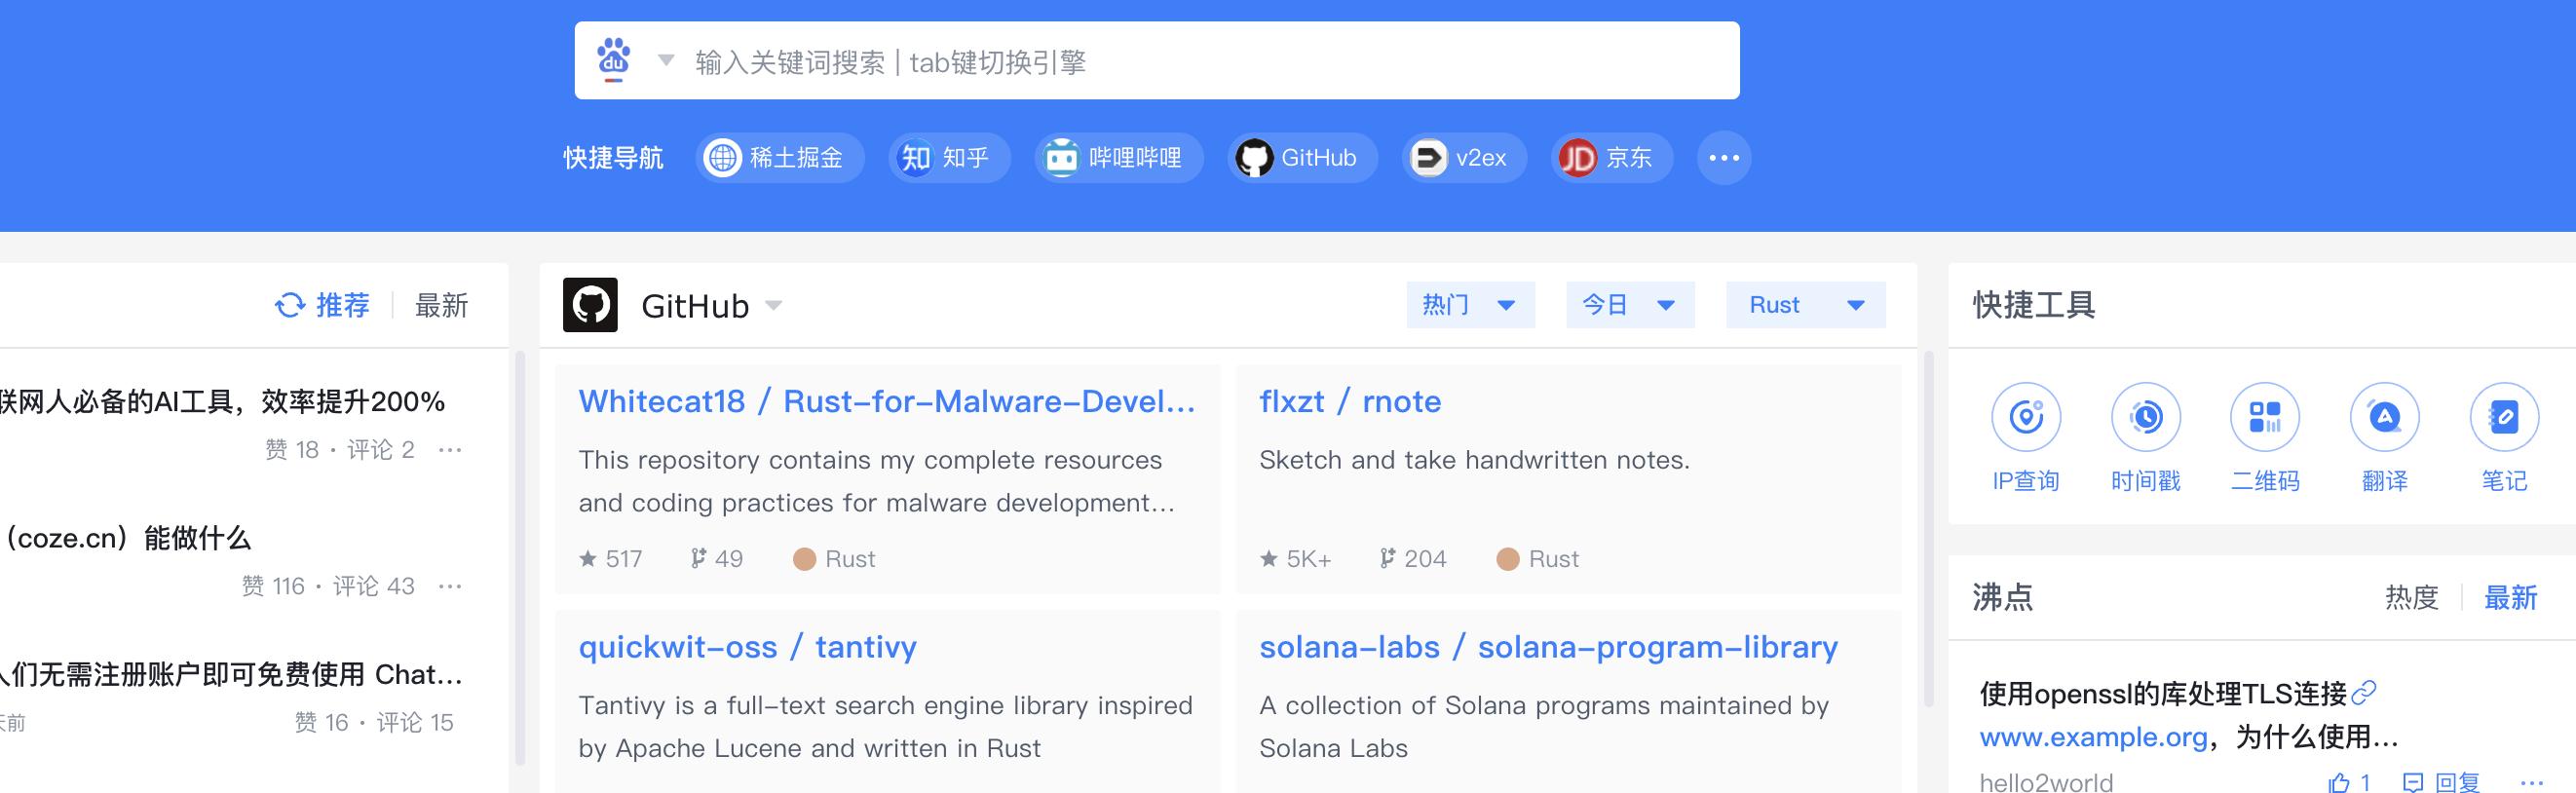 du 输入关键词搜索 | tab键切换引擎
快捷导航 稀土掘金 知 知乎 哔哩哔哩 GitHub v2ex JD 京东
推荐 最新
联网人必备的AI工具，效率提升200%
赞 18 · 评论 2
（coze.cn）能做什么
赞 116 · 评论 43
人们无需注册账户即可免费使用 Chat...
天前 赞 16 · 评论 15
GitHub 热门 今日 Rust
Whitecat18 / Rust-for-Malware-Devel...
This repository contains my complete resources
and coding practices for malware development...
517 49 Rust
flxzt / rnote
Sketch and take handwritten notes.
5K+ 204 Rust
quickwit-oss / tantivy
Tantivy is a full-text search engine library inspired
by Apache Lucene and written in Rust
solana-labs / solana-program-library
A collection of Solana programs maintained by
Solana Labs
快捷工具
IP查询 时间戳 二维码 翻译 笔记
沸点 热度 最新
使用openssl的库处理TLS连接
www.example.org，为什么使用...
hello2world 1 回复